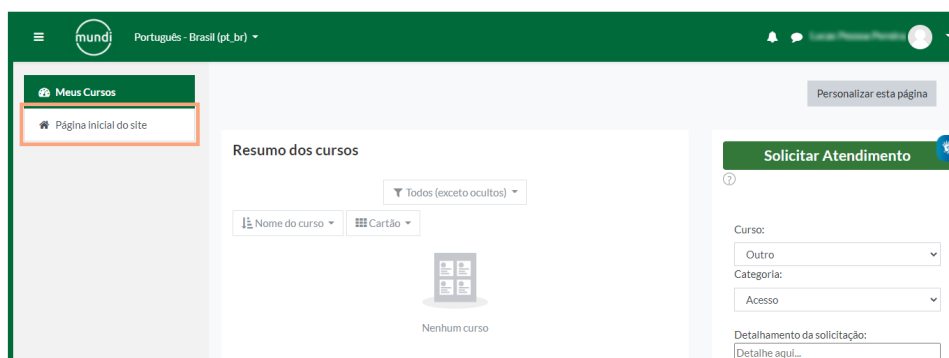 mundi
Português - Brasil (pt_br)
Meus Cursos
Página inicial do site
Personalizar esta página
Resumo dos cursos
Todos (exceto ocultos)
Nome do curso
Cartão
Nenhum curso
Solicitar Atendimento
?
Curso:
Outro
Categoria:
Acesso
Detalhamento da solicitação:
Detalhe aqui...